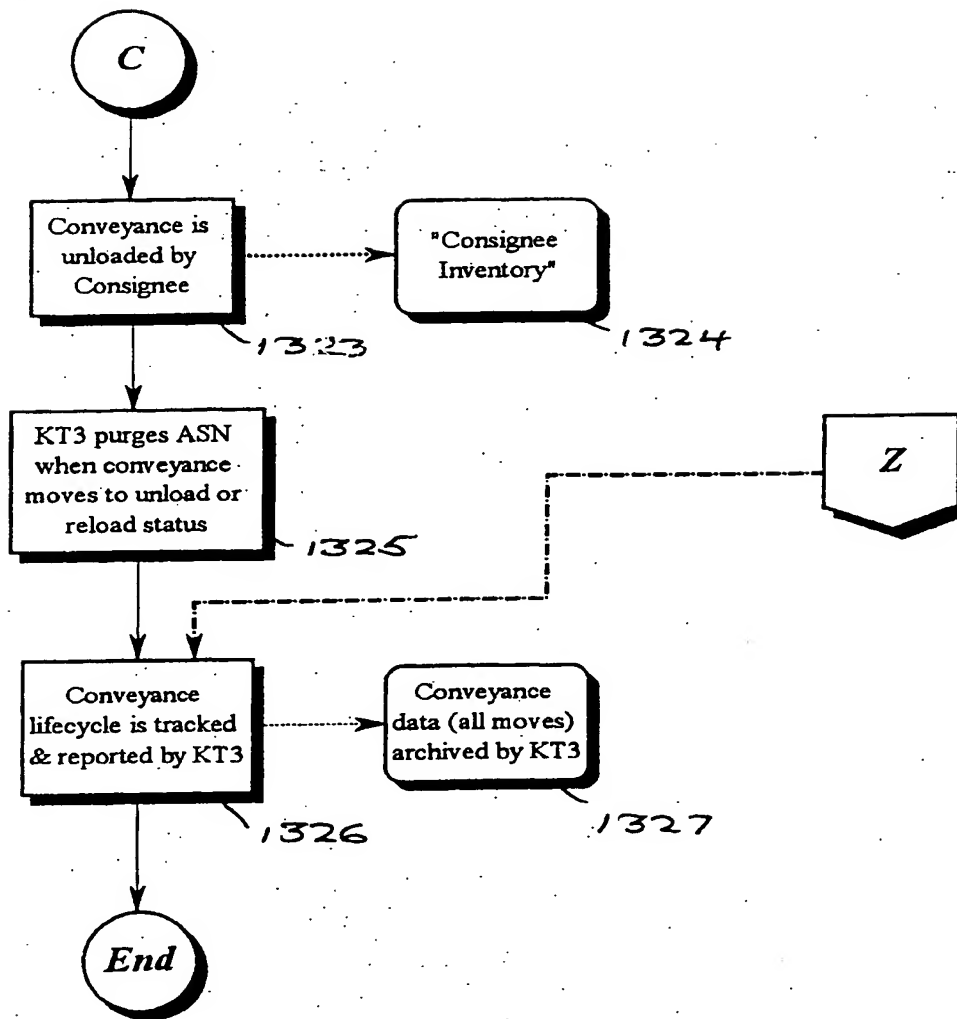 C
Conveyance is
unloaded by
Consignee
1323
"Consignee
Inventory"
1324
KT3 purges ASN
when conveyance
moves to unload or
reload status
1325
Z
Conveyance
lifecycle is tracked
& reported by KT3
1326
Conveyance
data (all moves)
archived by KT3
1327
End